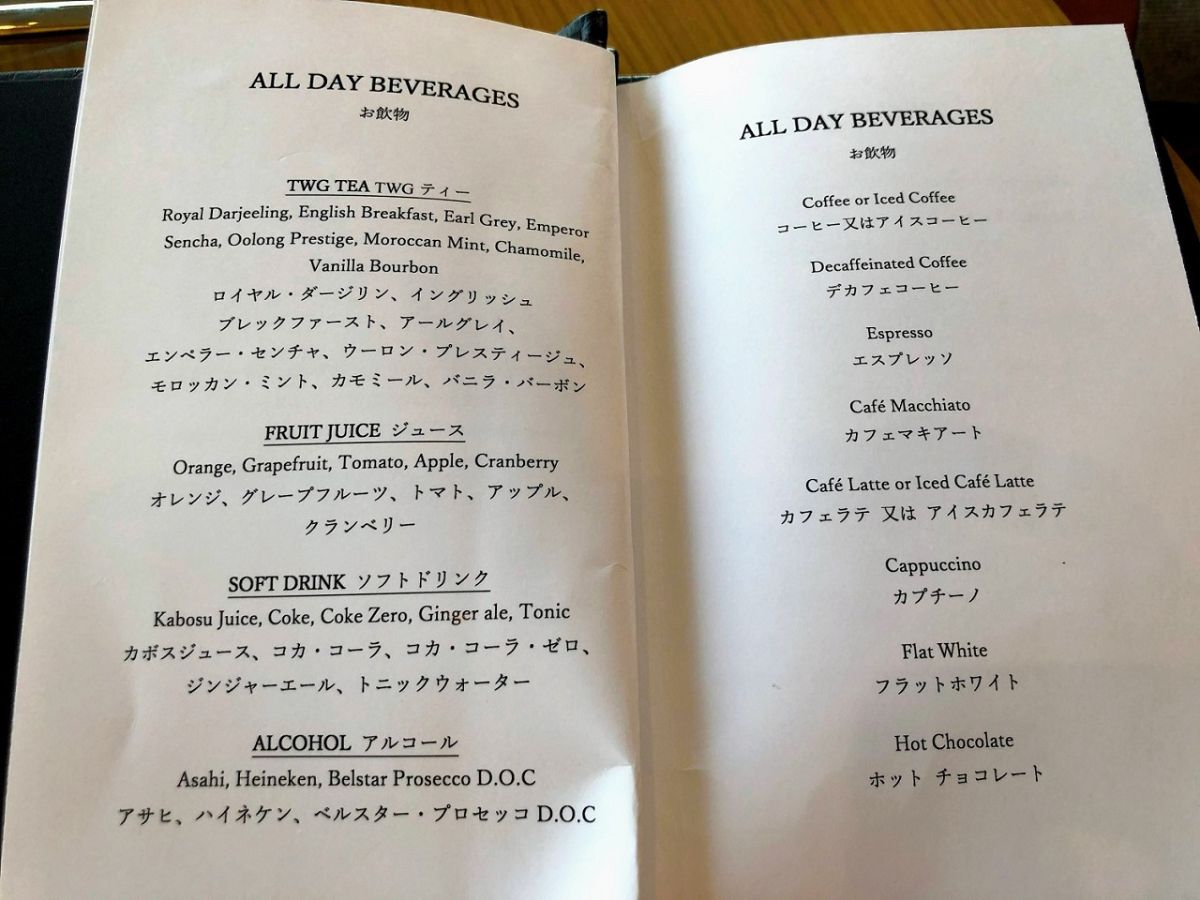 ALL DAY BEVERAGES
お飲物
TWG TEA TWG ティー
Royal Darjeeling, English Breakfast, Earl Grey, Emperor
Sencha, Oolong Prestige, Moroccan Mint, Chamomile,
Vanilla Bourbon
ロイヤル・ダージリン、イングリッシュ
ブレックファースト、アールグレイ、
エンペラー・センチャ、ウーロン・プレスティージュ、
モロッカン・ミント、カモミール、バニラ・バーボン
FRUIT JUICE ジュース
Orange, Grapefruit, Tomato, Apple, Cranberry
オレンジ、グレープフルーツ、トマト、アップル、
クランベリー
SOFT DRINK ソフトドリンク
Kabosu Juice, Coke, Coke Zero, Ginger ale, Tonic
カボスジュース、コカ・コーラ、コカ・コーラ・ゼロ、
ジンジャーエール、トニックウォーター
ALCOHOL アルコール
Asahi, Heineken, Belstar Prosecco D.O.C
アサヒ、ハイネケン、ベルスター・プロセッコ D.O.C
ALL DAY BEVERAGES
お飲物
Coffee or Iced Coffee
コーヒー又はアイスコーヒー
Decaffeinated Coffee
デカフェコーヒー
Espresso
エスプレッソ
Café Macchiato
カフェマキアート
Café Latte or Iced Café Latte
カフェラテ 又は アイスカフェラテ
Cappuccino
カプチーノ
Flat White
フラットホワイト
Hot Chocolate
ホット チョコレート